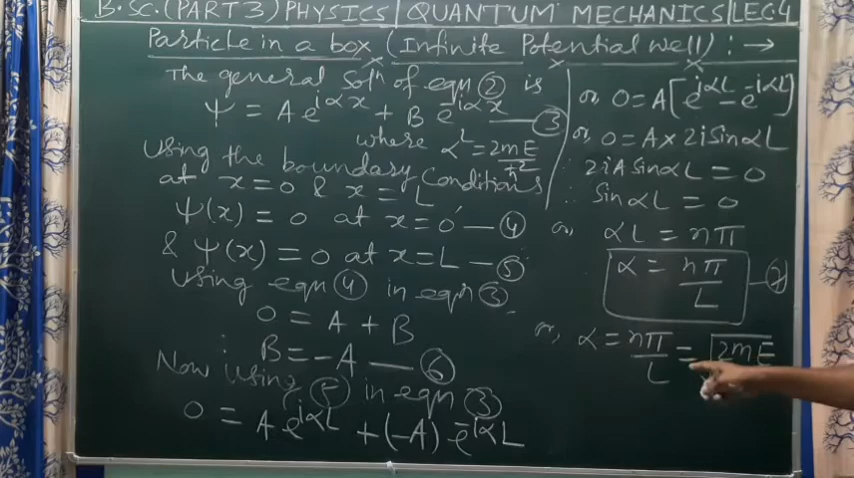 B.SC.(PART 3) PHYSICS | QUANTUM MECHANICS | LEC 4
Particle in a box (Infinite Potential well) : →
The general solⁿ of eqn ② is
Ψ = A e^{iαx} + B e^{-iαx} — ③
where α² = 2mE/ħ²
Using the boundary conditions
at x = 0 & x = L
Ψ(x) = 0 at x = 0 — ④
& Ψ(x) = 0 at x = L — ⑤
Using eqn ④ in eqn ③
0 = A + B
B = -A — ⑥
Now using ⑤ in eqn ③
0 = A e^{iαL} + (-A) e^{-iαL}
or, 0 = A[e^{iαL} - e^{-iαL}]
or, 0 = A × 2i Sin αL
∴ 2iA sin αL = 0
Sin αL = 0
or, αL = nπ
α = nπ/L — ⑦
or, α = nπ/L = √2mE